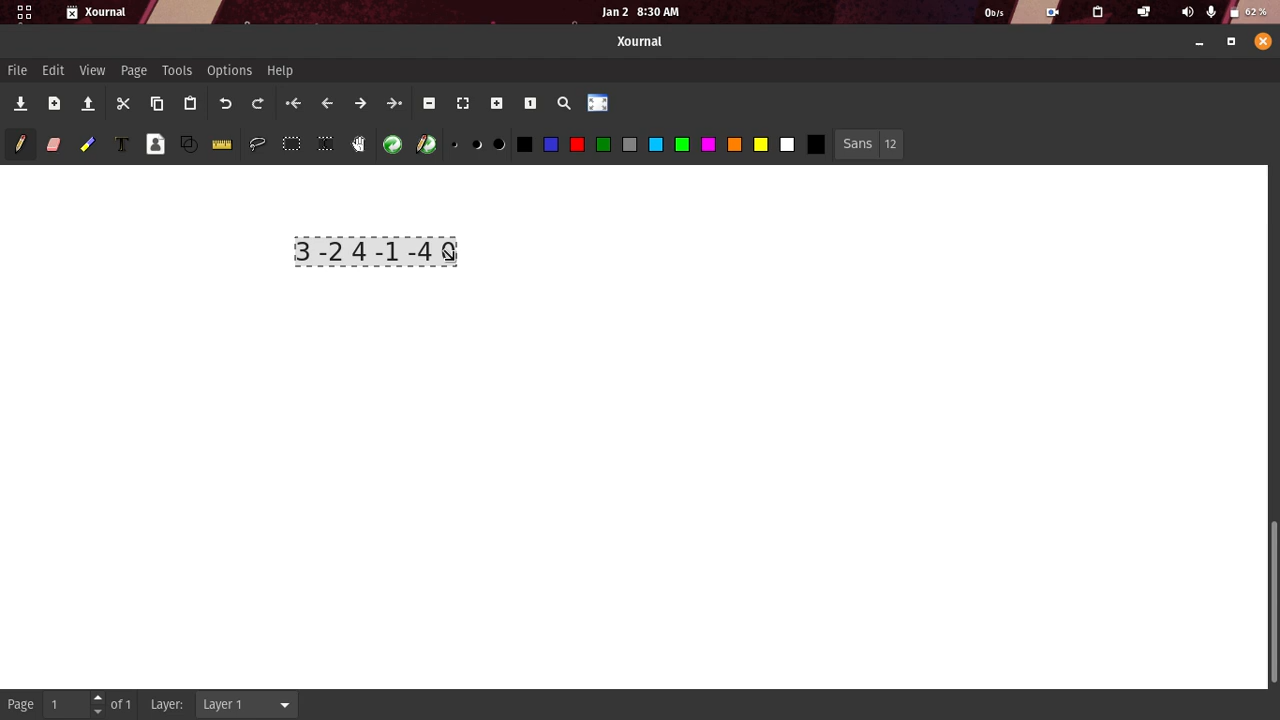 Xournal
Jan 2 8:30 AM
0B/s
62 %
Xournal
File Edit View Page Tools Options Help
1
T
Sans 12
3 -2 4 -1 -4 0
Page 1 of 1 Layer: Layer 1